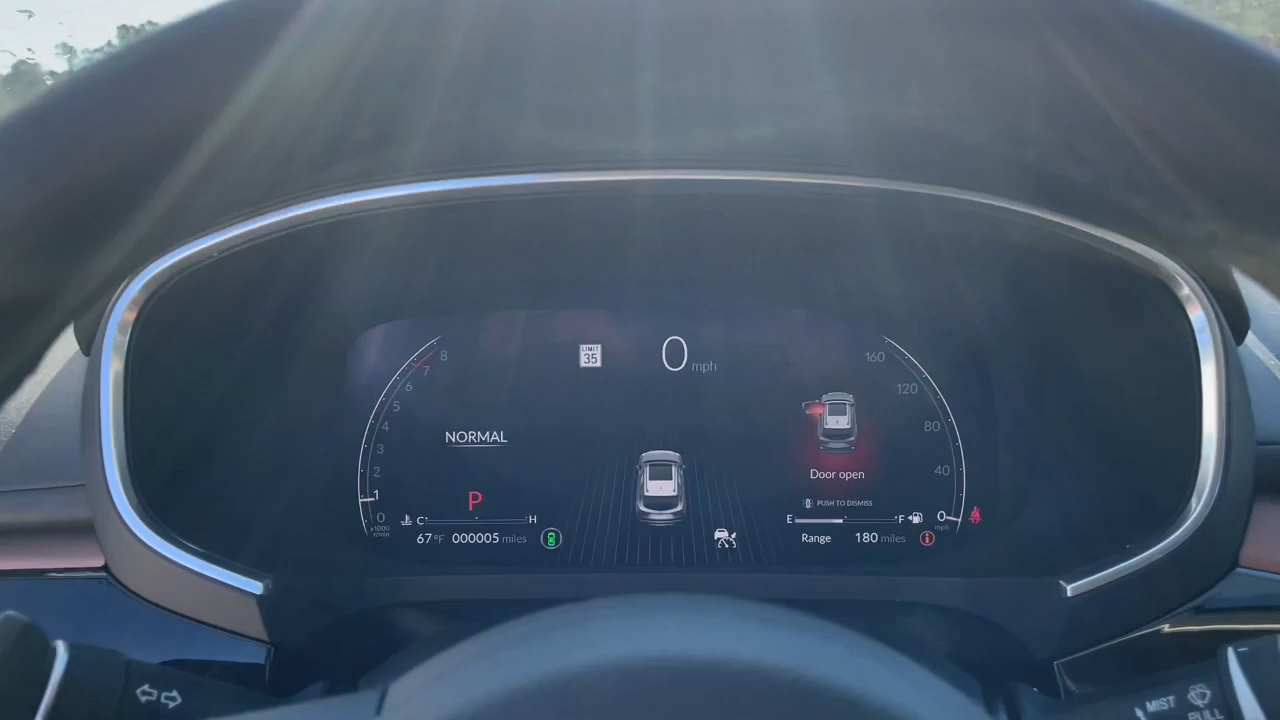 LIMIT
35
0 mph
8
7
6
5
4
3
2
1
0
x1000
r/min
NORMAL
P
C H
67 °F 000005 miles
160
120
80
40
0
mph
Door open
PUSH TO DISMISS
E F
Range 180 miles
MIST
PULL